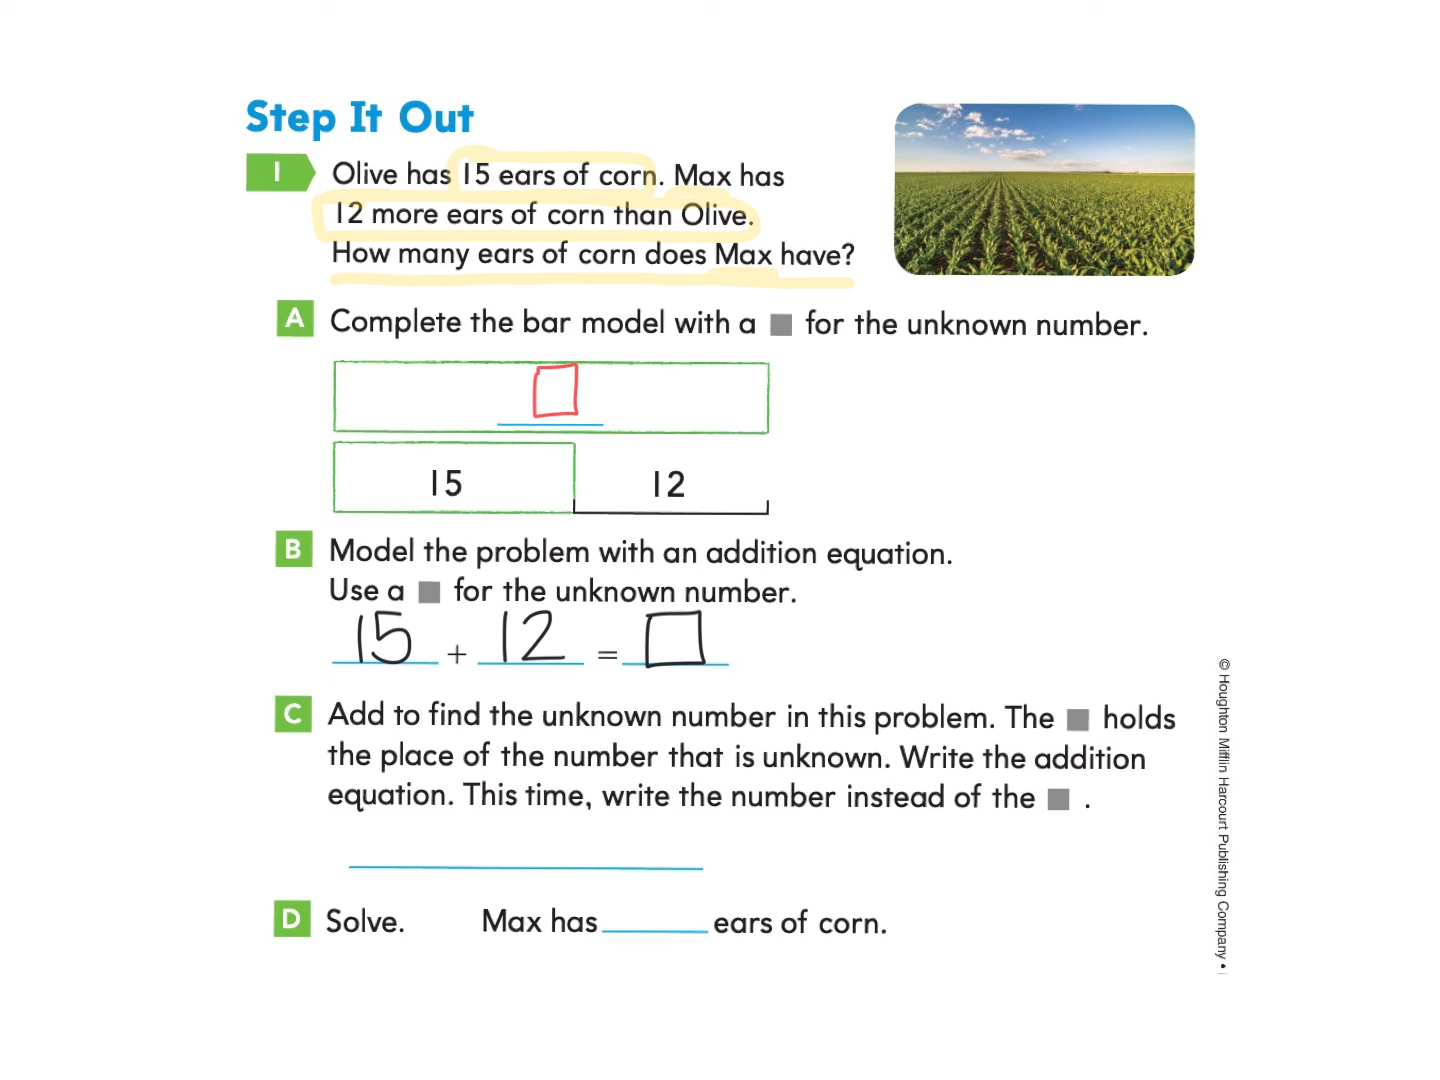 Step It Out
1 Olive has 15 ears of corn. Max has
12 more ears of corn than Olive.
How many ears of corn does Max have?
A Complete the bar model with a ■ for the unknown number.
□
15 12
B Model the problem with an addition equation.
Use a ■ for the unknown number.
15 + 12 = □
C Add to find the unknown number in this problem. The ■ holds
the place of the number that is unknown. Write the addition
equation. This time, write the number instead of the ■ .
D Solve. Max has ears of corn.
© Houghton Mifflin Harcourt Publishing Company •